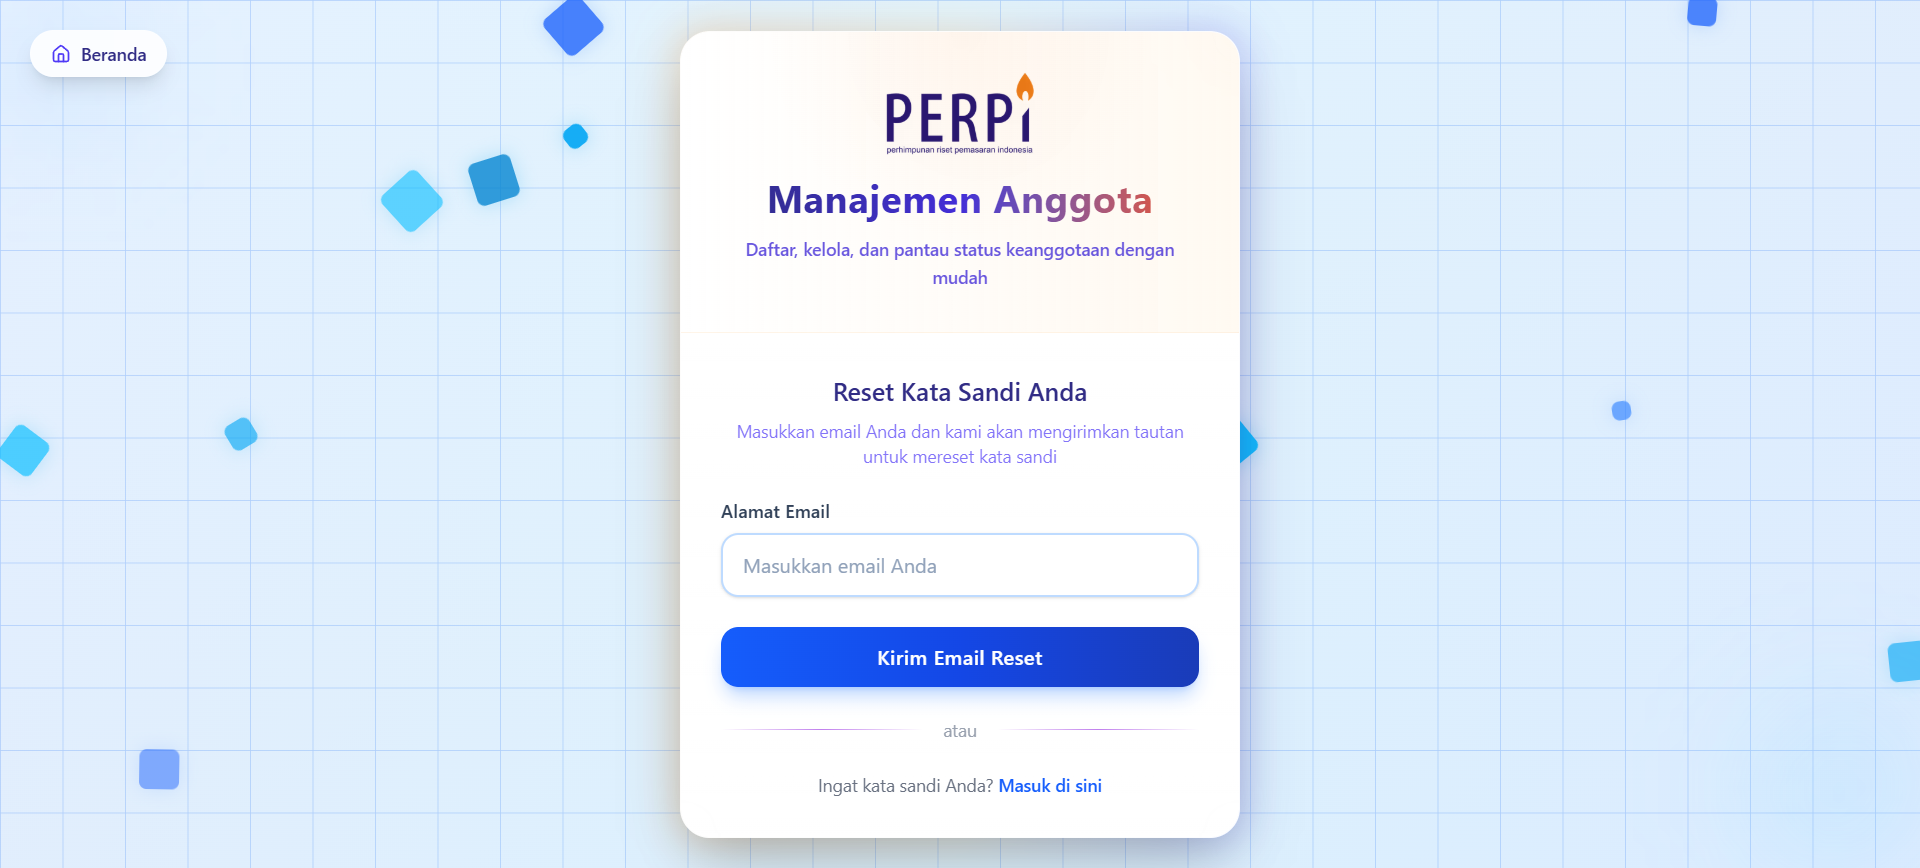 Beranda
PERPi
perhimpunan riset pemasaran indonesia
Manajemen Anggota
Daftar, kelola, dan pantau status keanggotaan dengan
mudah
Reset Kata Sandi Anda
Masukkan email Anda dan kami akan mengirimkan tautan
untuk mereset kata sandi
Alamat Email
Masukkan email Anda
Kirim Email Reset
atau
Ingat kata sandi Anda? Masuk di sini